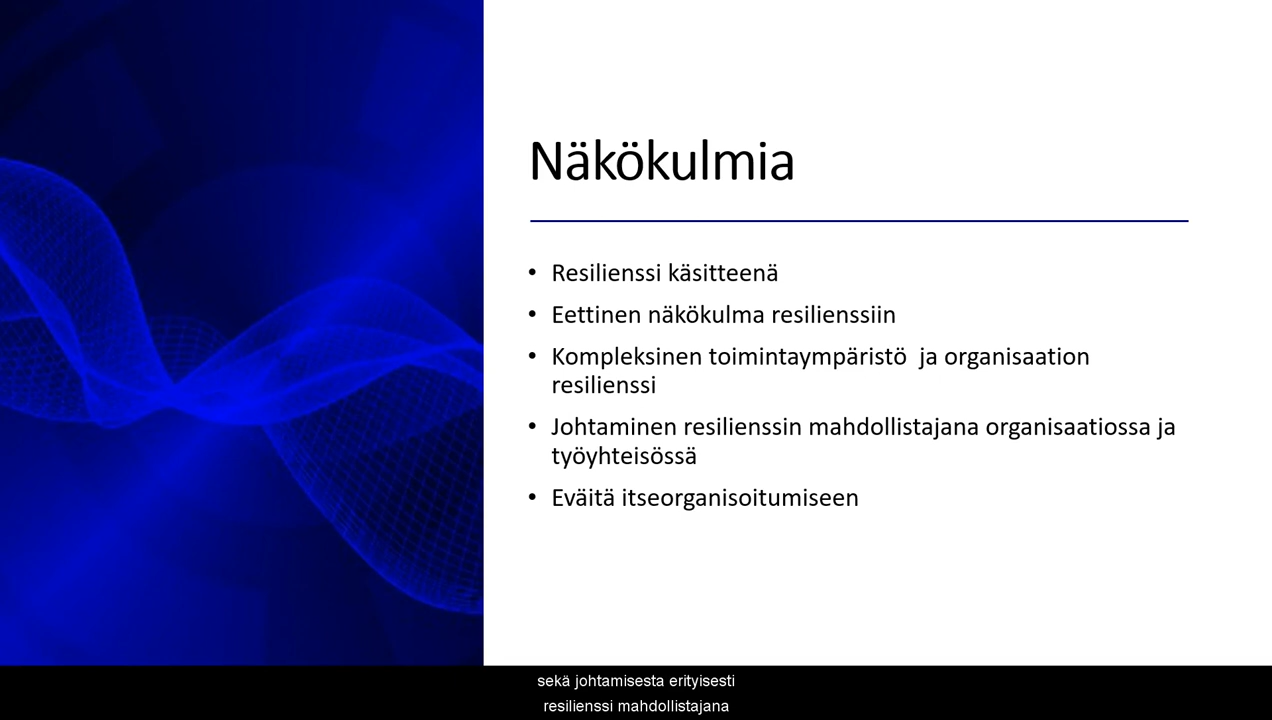 Näkökulmia
• Resilienssi käsitteenä
• Eettinen näkökulma resilienssiin
• Kompleksinen toimintaympäristö  ja organisaation
resilienssi
• Johtaminen resilienssin mahdollistajana organisaatiossa ja
työyhteisössä
• Eväitä itseorganisoitumiseen
sekä johtamisesta erityisesti
resilienssi mahdollistajana